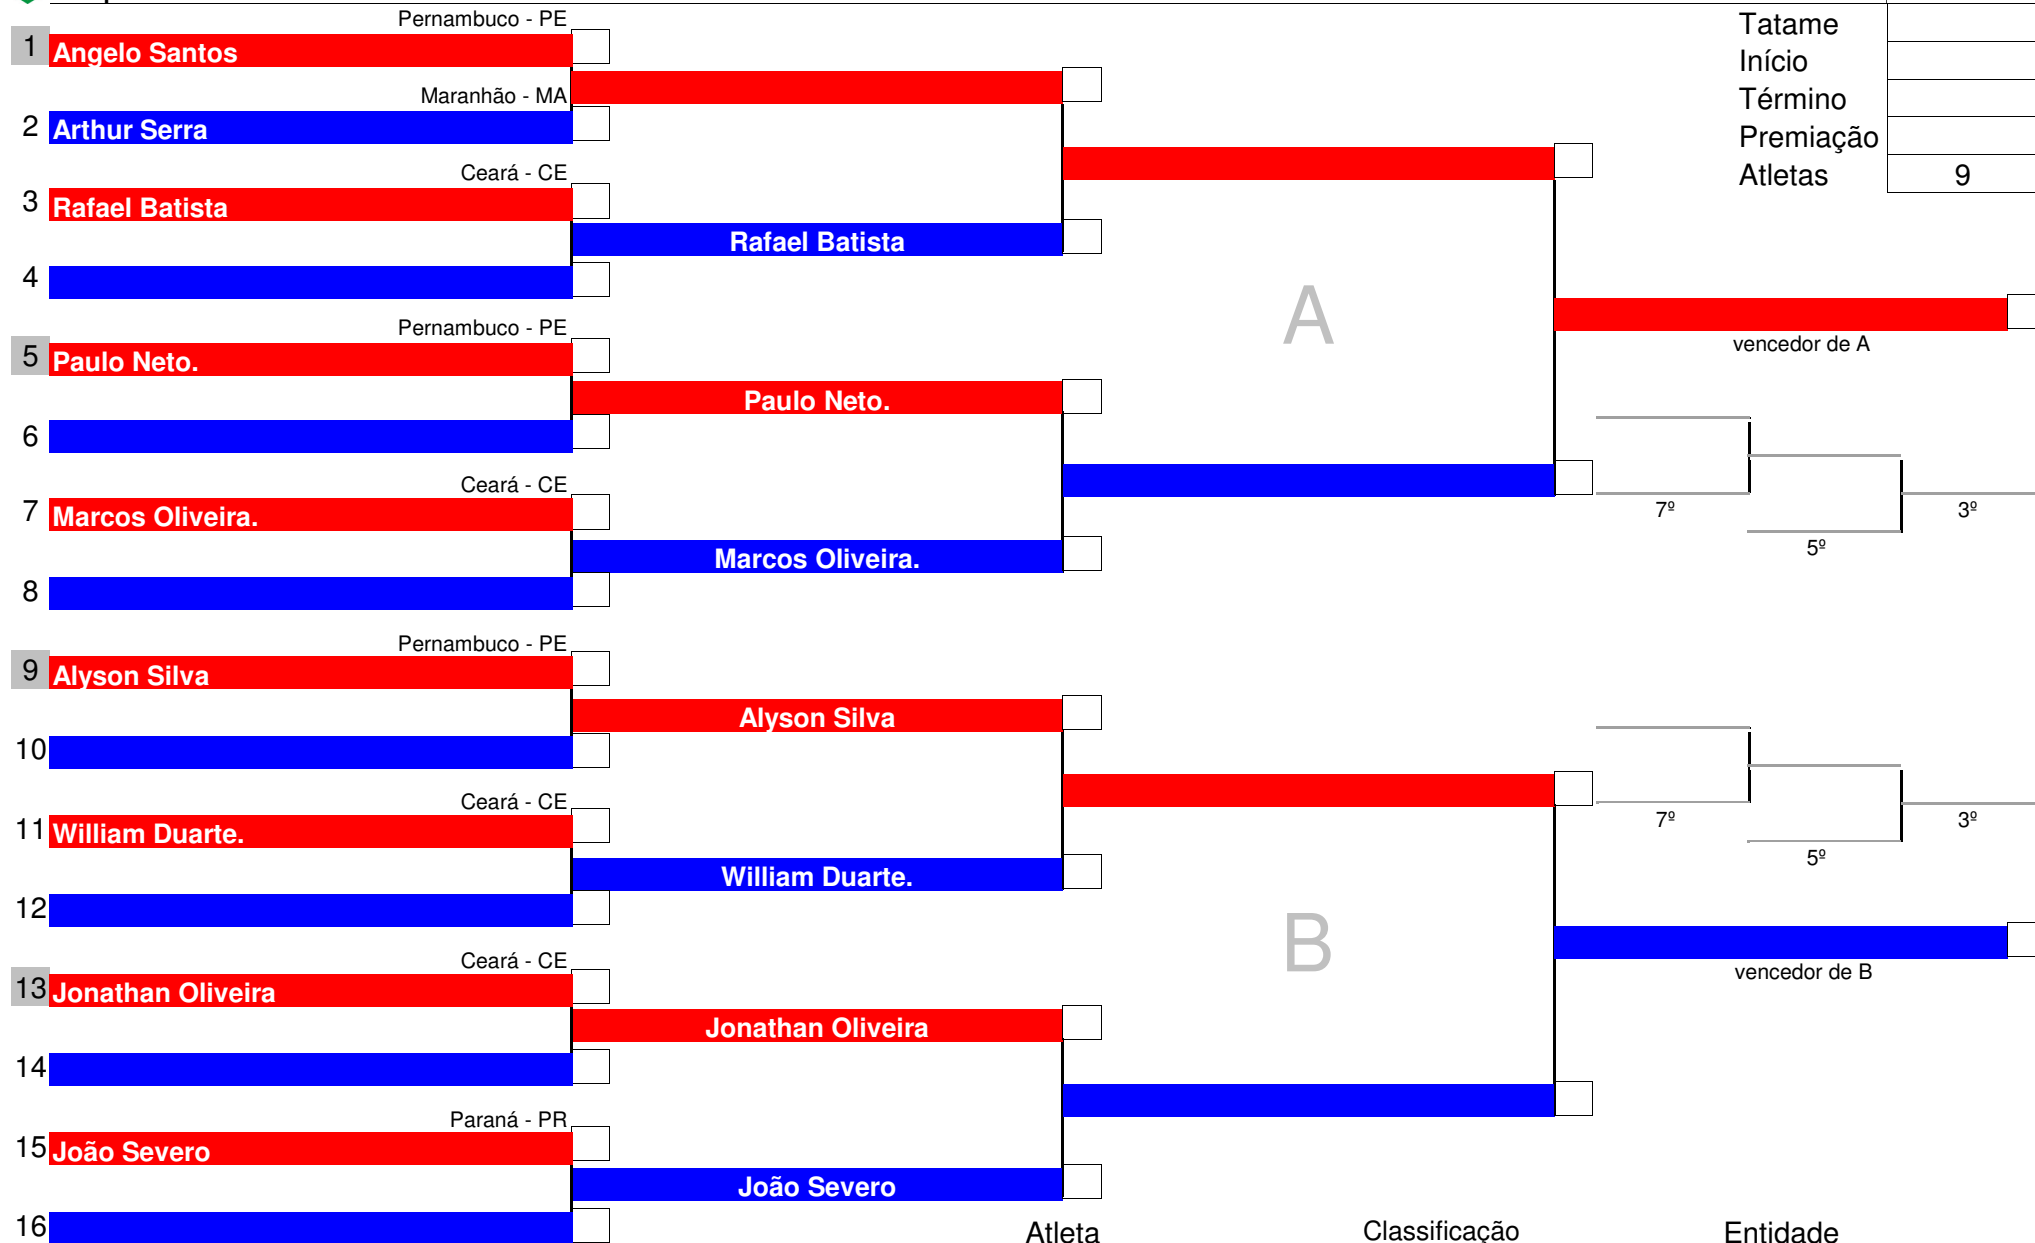 Pernambuco - PE
Tatame
1 Angelo Santos
Início
Maranhão - MA
Término
2 Arthur Serra
Premiação
Ceará - CE
Atletas 9
3 Rafael Batista
Rafael Batista
4
A
Pernambuco - PE
vencedor de A
5 Paulo Neto.
Paulo Neto.
6
Ceará - CE
7 Marcos Oliveira.
7º 3º
5º
Marcos Oliveira.
8
Pernambuco - PE
9 Alyson Silva
Alyson Silva
10
Ceará - CE
7º 3º
11 William Duarte.
5º
William Duarte.
12
B
Ceará - CE
vencedor de B
13 Jonathan Oliveira
Jonathan Oliveira
14
Paraná - PR
15 João Severo
João Severo
16
Atleta Classificação Entidade